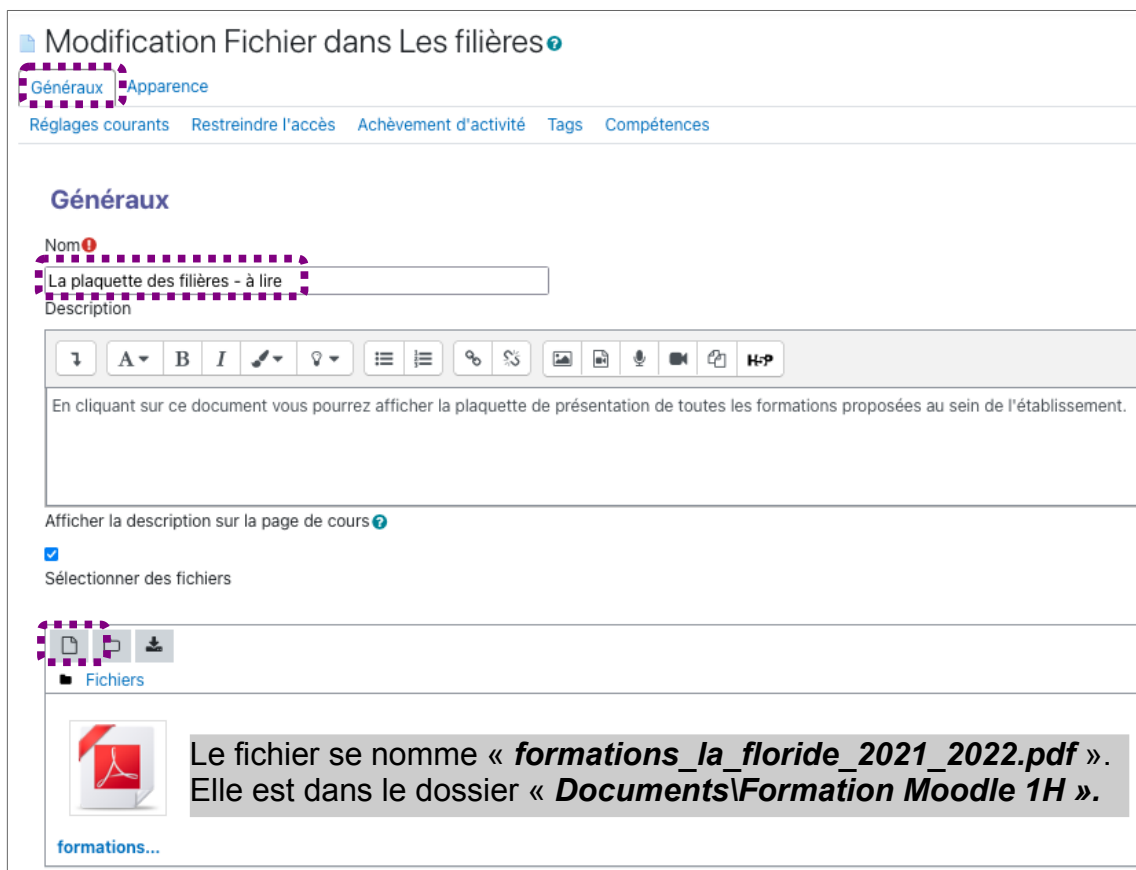 Modification Fichier dans Les filières
Généraux Apparence
Réglages courants Restreindre l'accès Achèvement d'activité Tags Compétences
Généraux
Nom
La plaquette des filières - à lire
Description
A B I H-P
En cliquant sur ce document vous pourrez afficher la plaquette de présentation de toutes les formations proposées au sein de l'établissement.
Afficher la description sur la page de cours
Sélectionner des fichiers
Fichiers
Le fichier se nomme « formations_la_floride_2021_2022.pdf ».
Elle est dans le dossier « Documents\Formation Moodle 1H ».
formations...